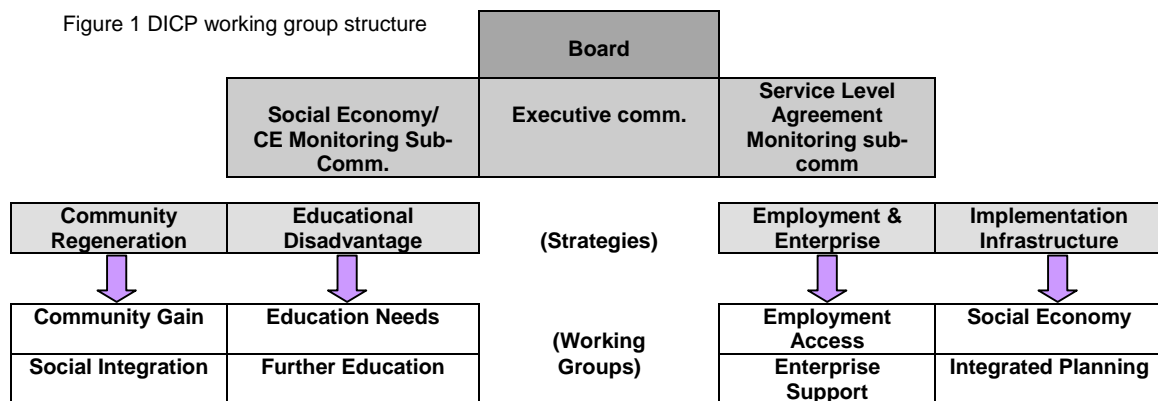 Figure 1 DICP working group structure
Board
Social Economy/
CE Monitoring Sub-
Comm.
Executive comm.
Service Level
Agreement
Monitoring sub-
comm
Community
Regeneration
Educational
Disadvantage
(Strategies)
Employment &
Enterprise
Implementation
Infrastructure
Community Gain
Education Needs
(Working
Groups)
Employment
Access
Social Economy
Social Integration
Further Education
Enterprise
Support
Integrated Planning